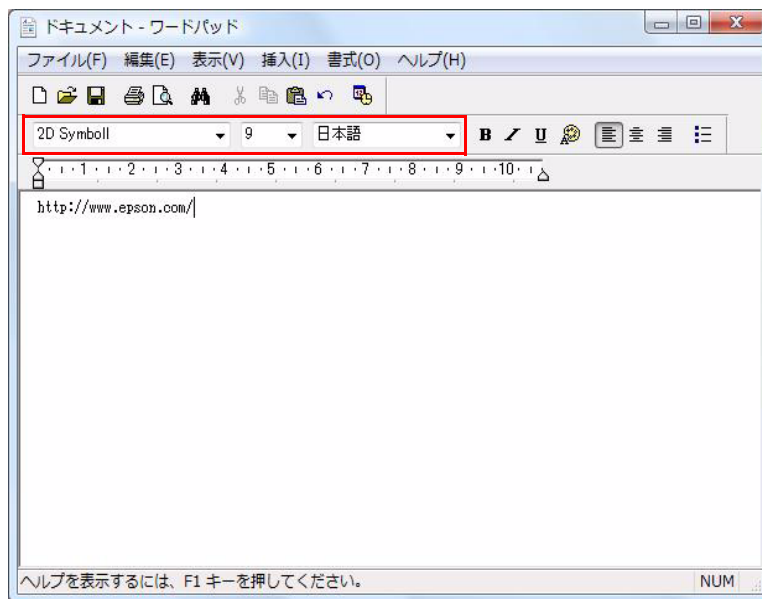 ドキュメント - ワードパッド
ファイル(F) 編集(E) 表示(V) 挿入(I) 書式(O) ヘルプ(H)
2D Symboll 9 日本語 B I U
1 2 3 4 5 6 7 8 9 10
http://www.epson.com/
ヘルプを表示するには、F1 キーを押してください。 NUM